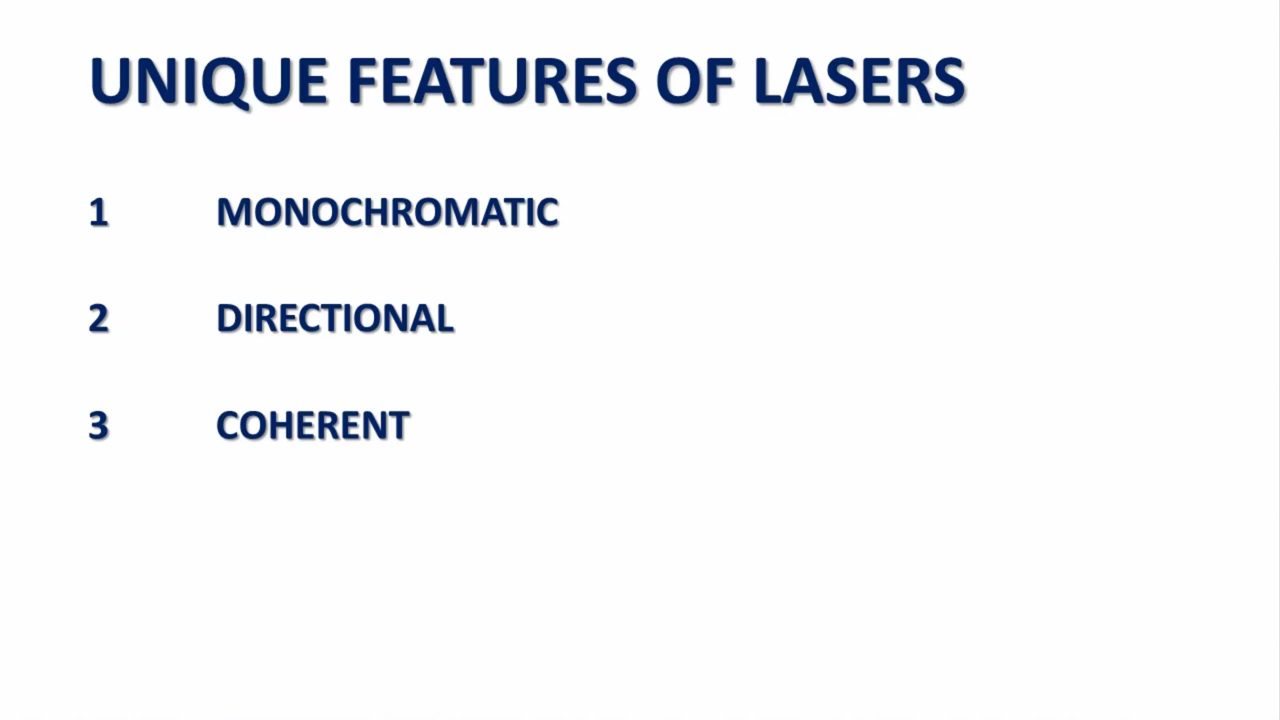 UNIQUE FEATURES OF LASERS
1 MONOCHROMATIC
2 DIRECTIONAL
3 COHERENT